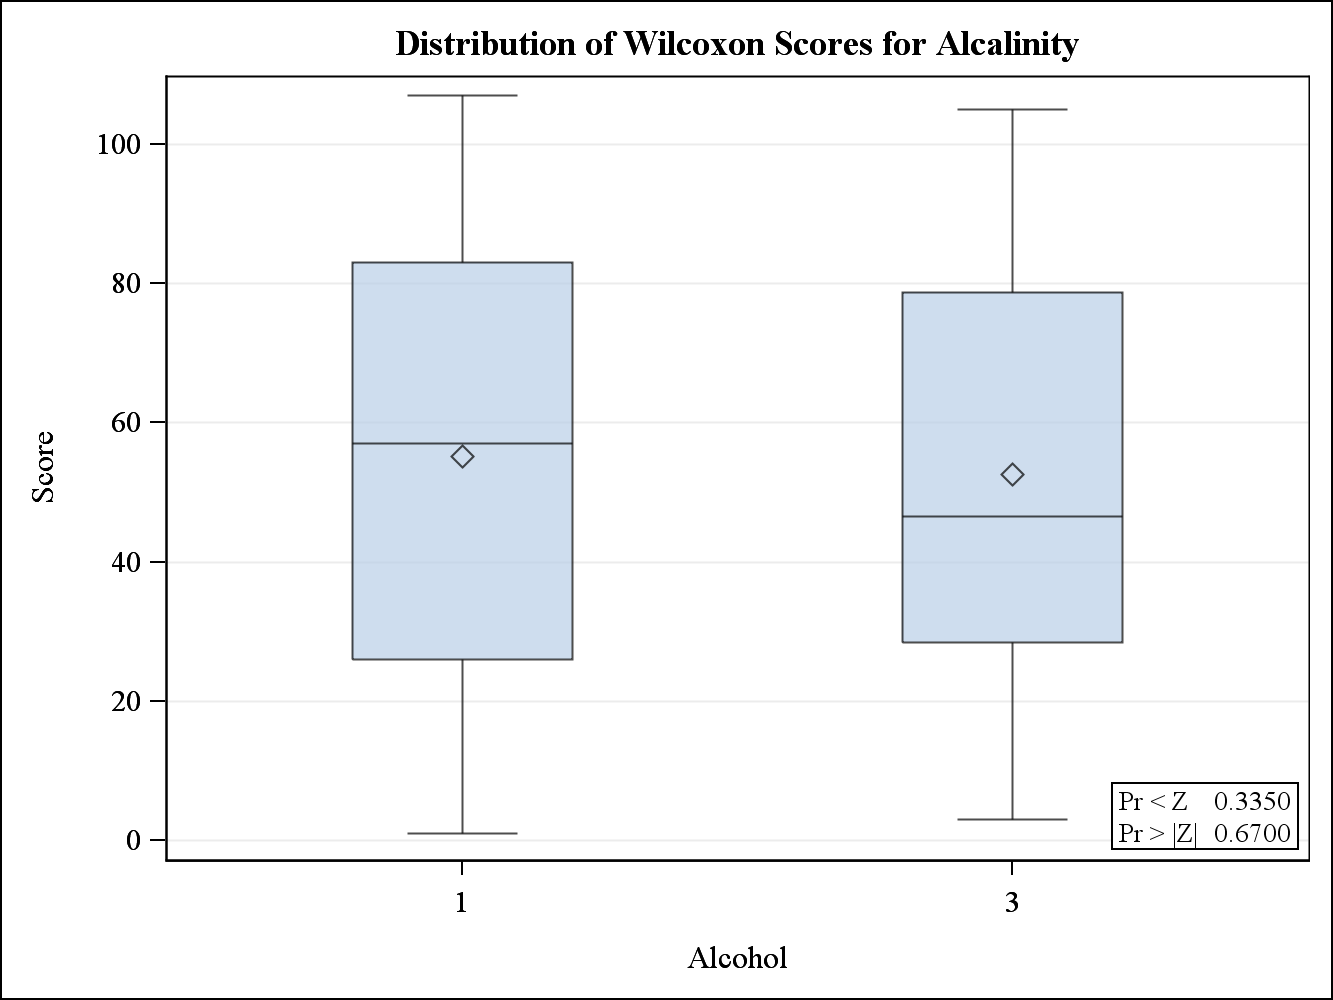 Distribution of Wilcoxon Scores for Alcalinity
100
80
60
40
20
0
Score
Pr < Z 0.3350
Pr > |Z| 0.6700
1 3
Alcohol